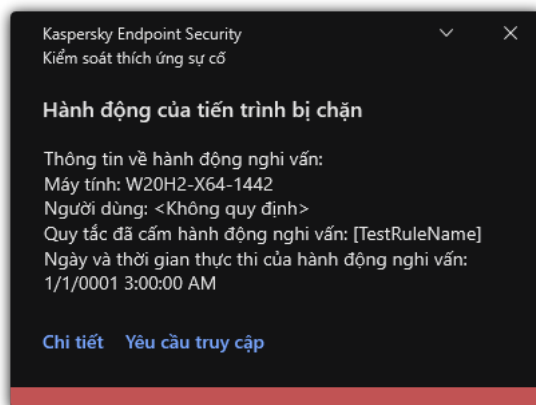 Kaspersky Endpoint Security
Kiểm soát thích ứng sự cố
Hành động của tiến trình bị chặn
Thông tin về hành động nghi vấn:
Máy tính: W20H2-X64-1442
Người dùng: <Không quy định>
Quy tắc đã cấm hành động nghi vấn: [TestRuleName]
Ngày và thời gian thực thi của hành động nghi vấn:
1/1/0001 3:00:00 AM
Chi tiết Yêu cầu truy cập